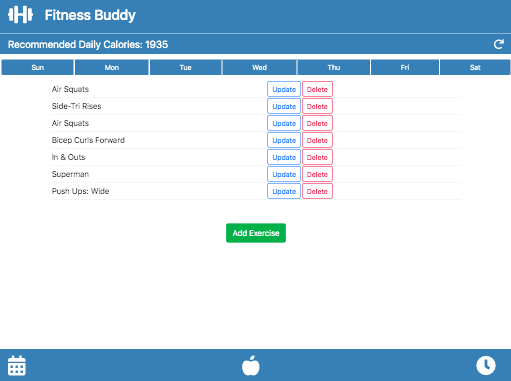 Fitness Buddy
Recommended Daily Calories: 1935
Sun Mon Tue Wed Thu Fri Sat
Air Squats Update Delete
Side-Tri Rises Update Delete
Air Squats Update Delete
Bicep Curls Forward Update Delete
In & Outs Update Delete
Superman Update Delete
Push Ups: Wide Update Delete
Add Exercise